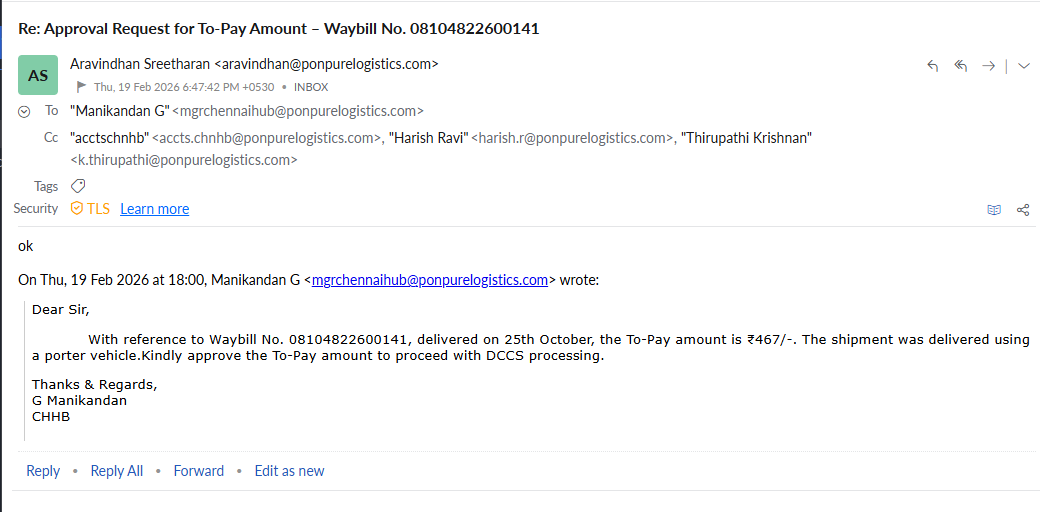 Re: Approval Request for To-Pay Amount – Waybill No. 08104822600141
AS
Aravindhan Sreetharan <aravindhan@ponpurelogistics.com>
Thu, 19 Feb 2026 6:47:42 PM +0530 • INBOX
To "Manikandan G" <mgrchennaihub@ponpurelogistics.com>
Cc "acctschnhb" <accts.chnhb@ponpurelogistics.com>, "Harish Ravi" <harish.r@ponpurelogistics.com>, "Thirupathi Krishnan"
<k.thirupathi@ponpurelogistics.com>
Tags
Security TLS Learn more
ok
On Thu, 19 Feb 2026 at 18:00, Manikandan G <mgrchennaihub@ponpurelogistics.com> wrote:
Dear Sir,
With reference to Waybill No. 08104822600141, delivered on 25th October, the To-Pay amount is ₹467/-. The shipment was delivered using
a porter vehicle.Kindly approve the To-Pay amount to proceed with DCCS processing.
Thanks & Regards,
G Manikandan
CHHB
Reply • Reply All • Forward • Edit as new